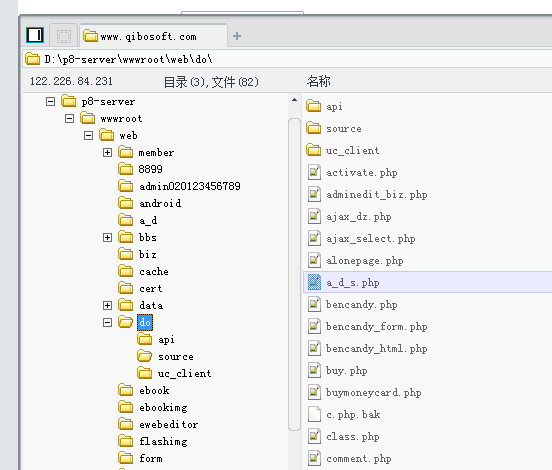 www.qibosoft.com
D:\p8-server\wwwroot\web\do\
122.226.84.231 目录(3),文件(82) 名称
p8-server
wwwroot
web
member
8899
admin020123456789
android
a_d
bbs
biz
cache
cert
data
do
api
source
uc_client
ebook
ebookimg
ewebeditor
flashimg
form
api
source
uc_client
activate.php
adminedit_biz.php
ajax_dz.php
ajax_select.php
alonepage.php
a_d_s.php
bencandy.php
bencandy_form.php
bencandy_html.php
buy.php
buymoneycard.php
c.php.bak
class.php
comment.php